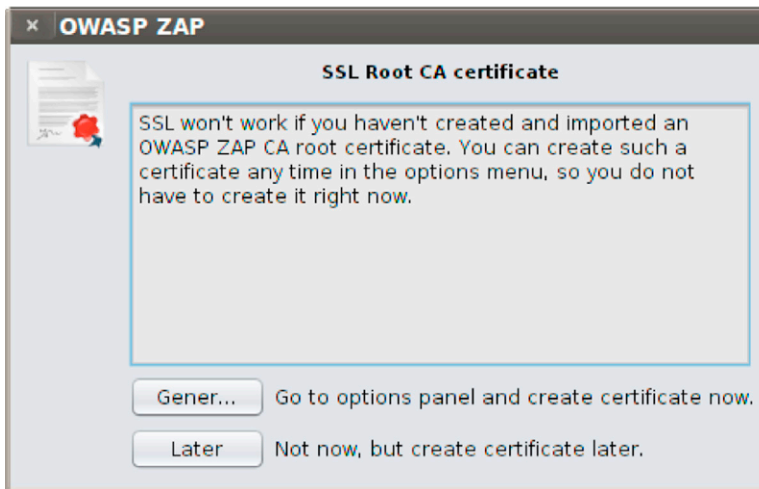 OWASP ZAP
SSL Root CA certificate
SSL won't work if you haven't created and imported an
OWASP ZAP CA root certificate. You can create such a
certificate any time in the options menu, so you do not
have to create it right now.
Gener... Go to options panel and create certificate now.
Later Not now, but create certificate later.